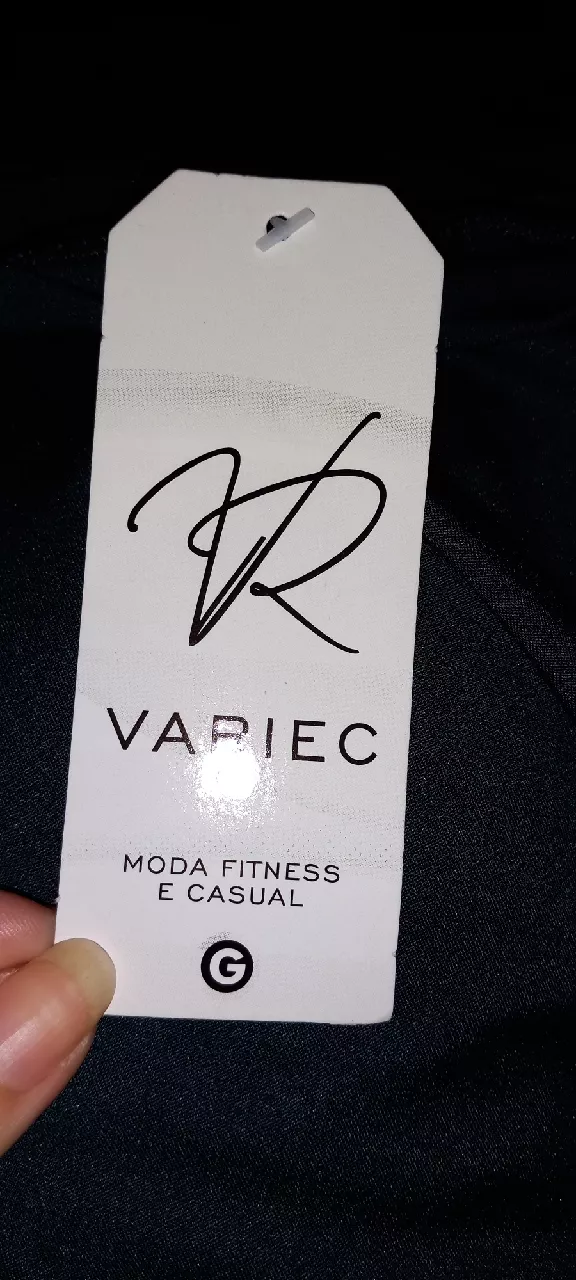 VR
VARIEC
MODA FITNESS
E CASUAL
G